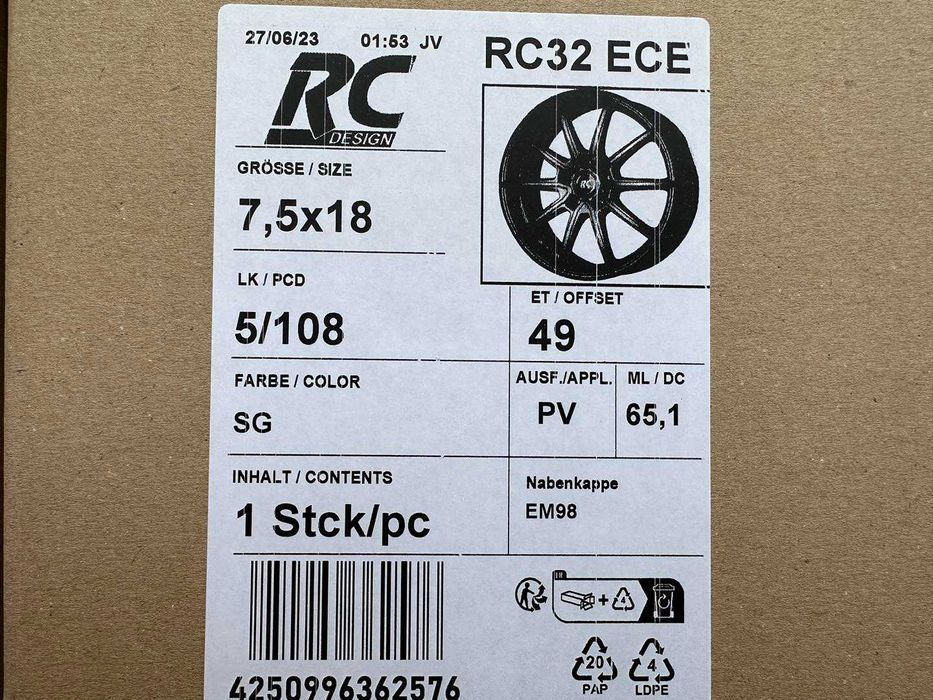 27/06/23 01:53 JV
RC
DESIGN
RC32 ECE
RC
GRÖSSE / SIZE
7,5x18
LK / PCD
5/108
ET / OFFSET
49
FARBE / COLOR
SG
AUSF./APPL.
PV
ML / DC
65,1
INHALT / CONTENTS
1 Stck/pc
Nabenkappe
EM98
4250996362576
+ 4
20
PAP
4
LDPE